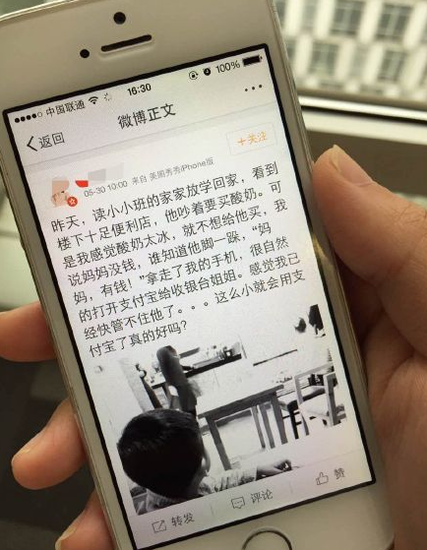 中国联通 16:30 100%
返回 微博正文 ...
+关注
05-30 10:00 来自 美图秀秀iPhone版
昨天，读小小班的家家放学回家，看到
楼下十足便利店，他吵着要买酸奶。可
是我感觉酸奶太冰，就不想给他买，我
说妈妈没钱，谁知道他脚一跺，“妈
妈，有钱！”拿走了我的手机，很自然
的打开支付宝给收银台姐姐。感觉我已
经快管不住他了。。。这么小就会用支
付宝了真的好吗？
转发 评论 赞